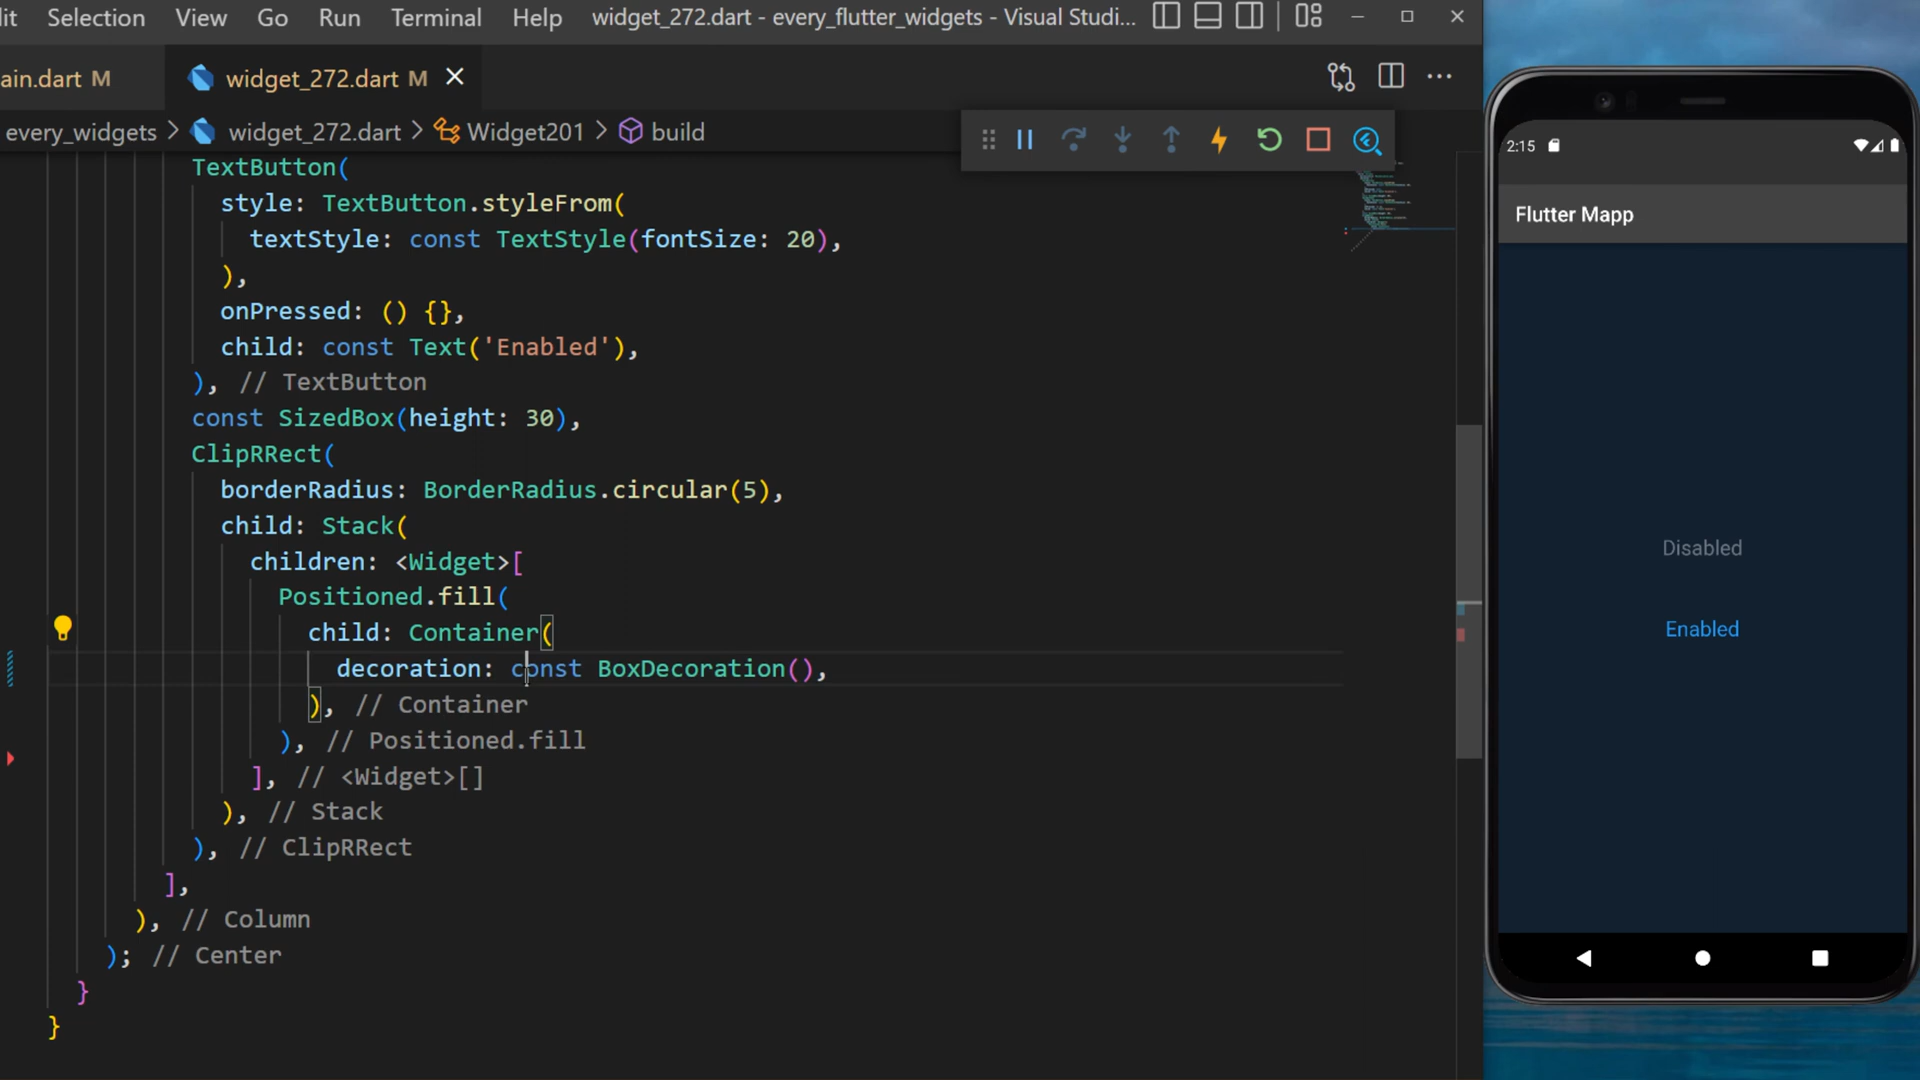 it Selection View Go Run Terminal Help widget_272.dart - every_flutter_widgets - Visual Studi...
ain.dart M widget_272.dart M
every_widgets > widget_272.dart > Widget201 > build
TextButton(
style: TextButton.styleFrom(
textStyle: const TextStyle(fontSize: 20),
),
onPressed: () {},
child: const Text('Enabled'),
), // TextButton
const SizedBox(height: 30),
ClipRRect(
borderRadius: BorderRadius.circular(5),
child: Stack(
children: <Widget>[
Positioned.fill(
child: Container(
decoration: const BoxDecoration(),
), // Container
), // Positioned.fill
], // <Widget>[]
), // Stack
), // ClipRRect
],
), // Column
); // Center
}
}
2:15
Flutter Mapp
Disabled
Enabled